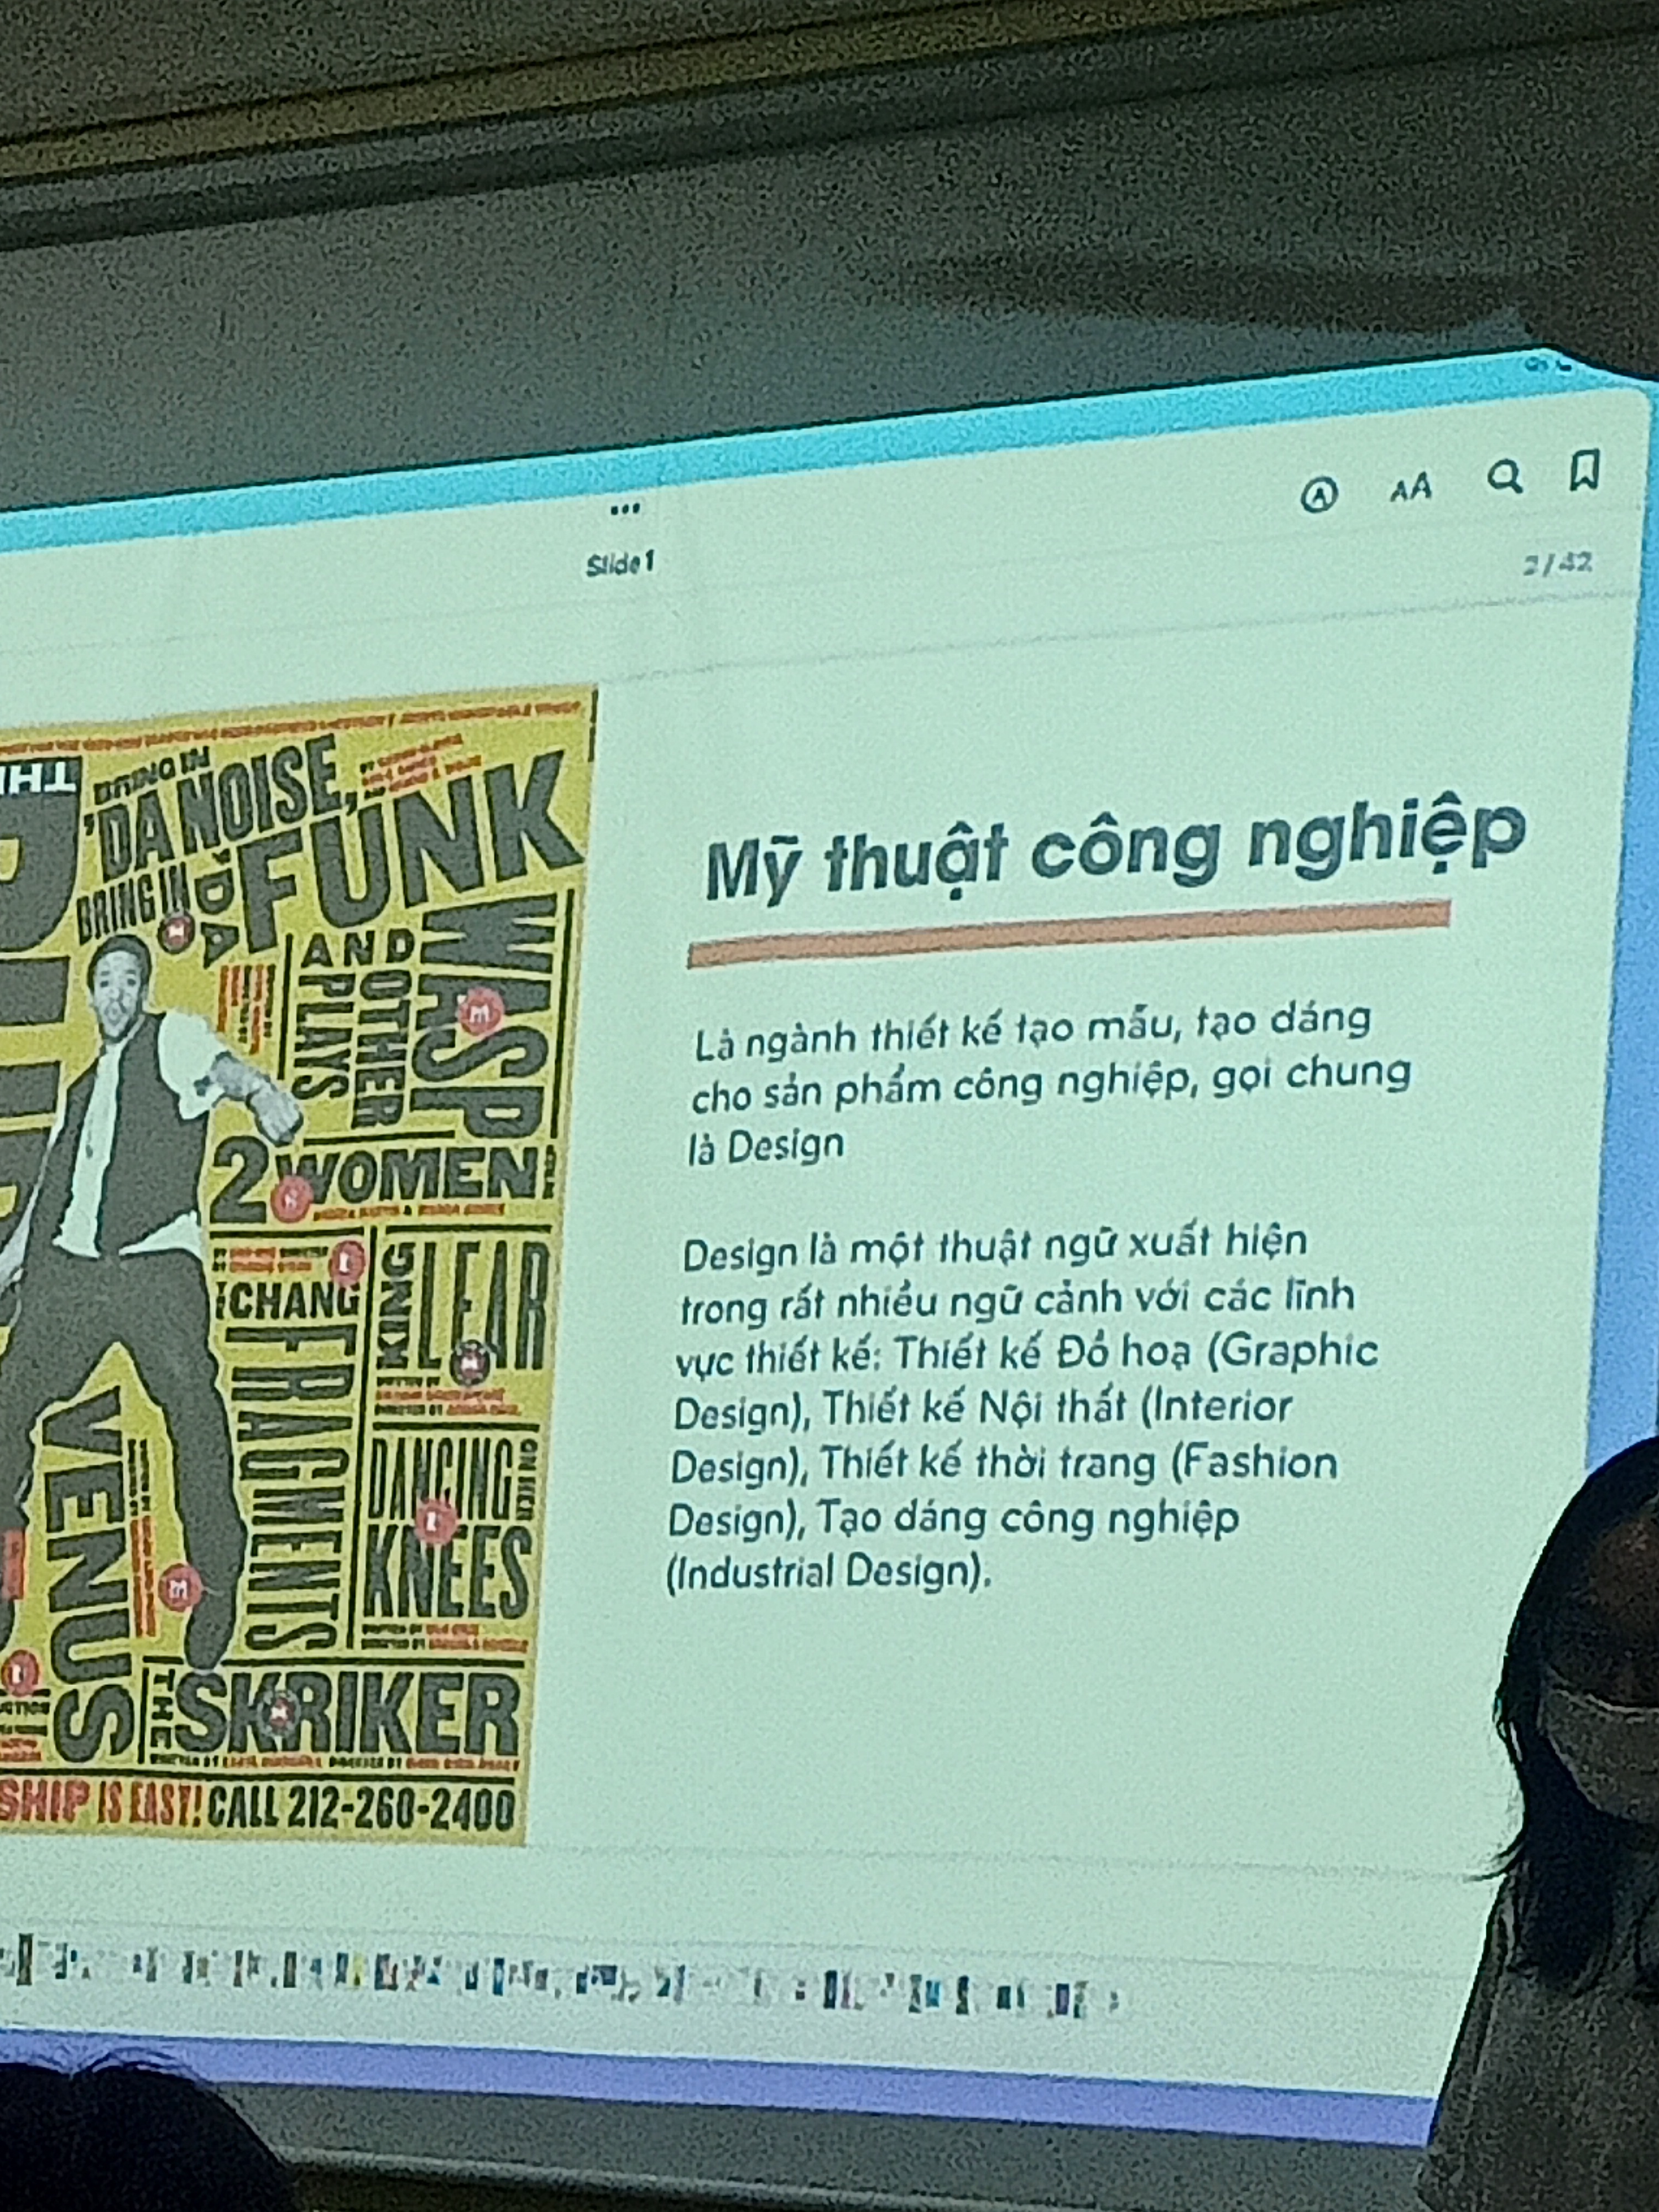 AA
Slide1
2/42
THE
BRING IN
'DA NOISE,
BRING IN
'DA
FUNK
AND
OTHER
PLAYS
WASP
2 WOMEN
THE CHANG
FRAGMENTS
KING
LEAR
DANCING
ON HER
KNEES
VENUS
THE
SKRIKER
SHIP IS EASY! CALL 212-260-2400
Mỹ thuật công nghiệp
Là ngành thiết kế tạo mẫu, tạo dáng
cho sản phẩm công nghiệp, gọi chung
là Design
Design là một thuật ngữ xuất hiện
trong rất nhiều ngữ cảnh với các lĩnh
vực thiết kế: Thiết kế Đồ hoạ (Graphic
Design), Thiết kế Nội thất (Interior
Design), Thiết kế thời trang (Fashion
Design), Tạo dáng công nghiệp
(Industrial Design).